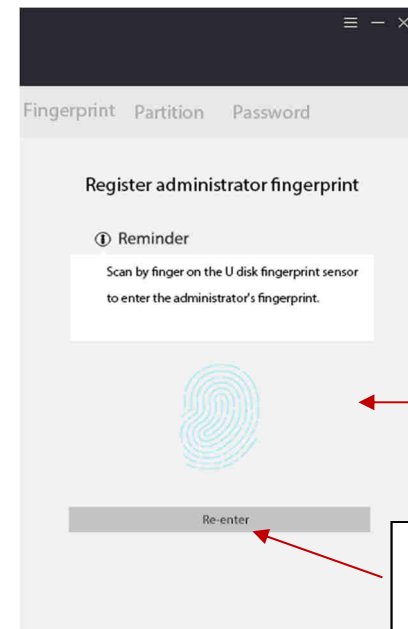 Fingerprint Partition Password
Register administrator fingerprint
Reminder
Scan by finger on the U disk fingerprint sensor
to enter the administrator's fingerprint.
Re-enter